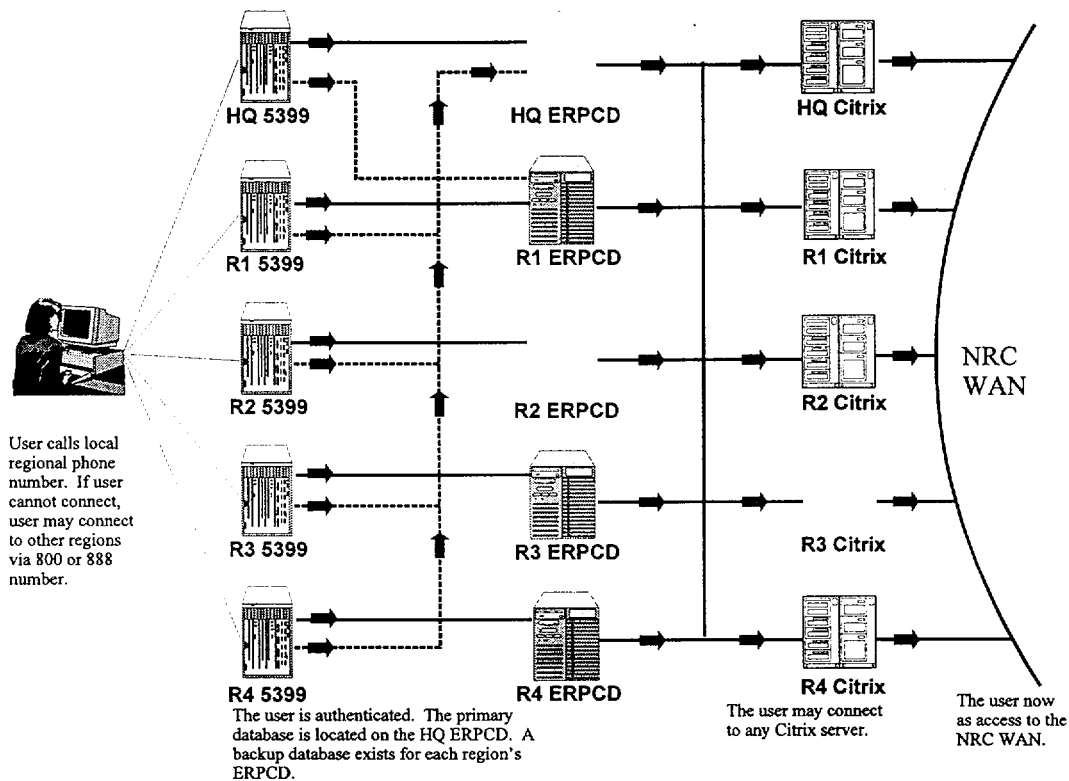 HQ 5399
HQ ERPCD
HQ Citrix
R1 5399
R1 ERPCD
R1 Citrix
R2 5399
R2 ERPCD
R2 Citrix
NRC
WAN
User calls local
regional phone
number. If user
cannot connect,
user may connect
to other regions
via 800 or 888
number.
R3 5399
R3 ERPCD
R3 Citrix
R4 5399
R4 ERPCD
R4 Citrix
The user is authenticated. The primary
database is located on the HQ ERPCD. A
backup database exists for each region's
ERPCD.
The user may connect
to any Citrix server.
The user now
as access to the
NRC WAN.